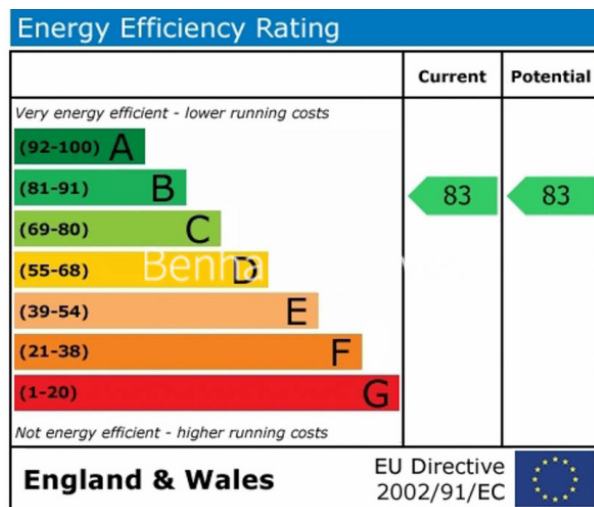 Energy Efficiency Rating
Current Potential
Very energy efficient - lower running costs
(92-100) A
(81-91) B 83 83
(69-80) C
(55-68) D
Benha
(39-54) E
(21-38) F
(1-20) G
Not energy efficient - higher running costs
England & Wales
EU Directive
2002/91/EC